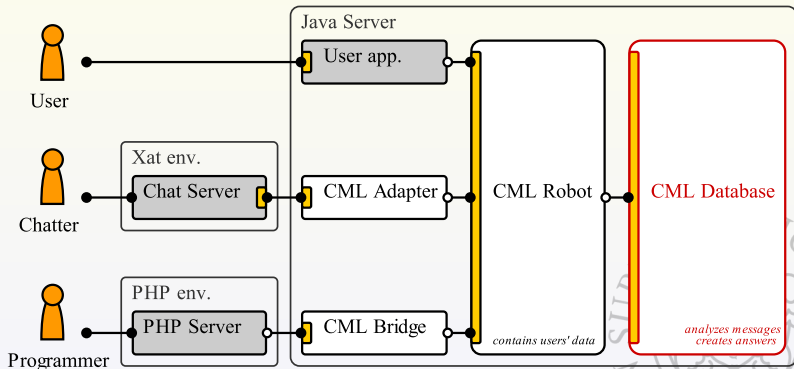 Java Server
User app.
User
Xat env.
Chat Server
CML Adapter
CML Robot
CML Database
Chatter
PHP env.
PHP Server
CML Bridge
contains users' data
analyzes messages
creates answers
Programmer
SUP